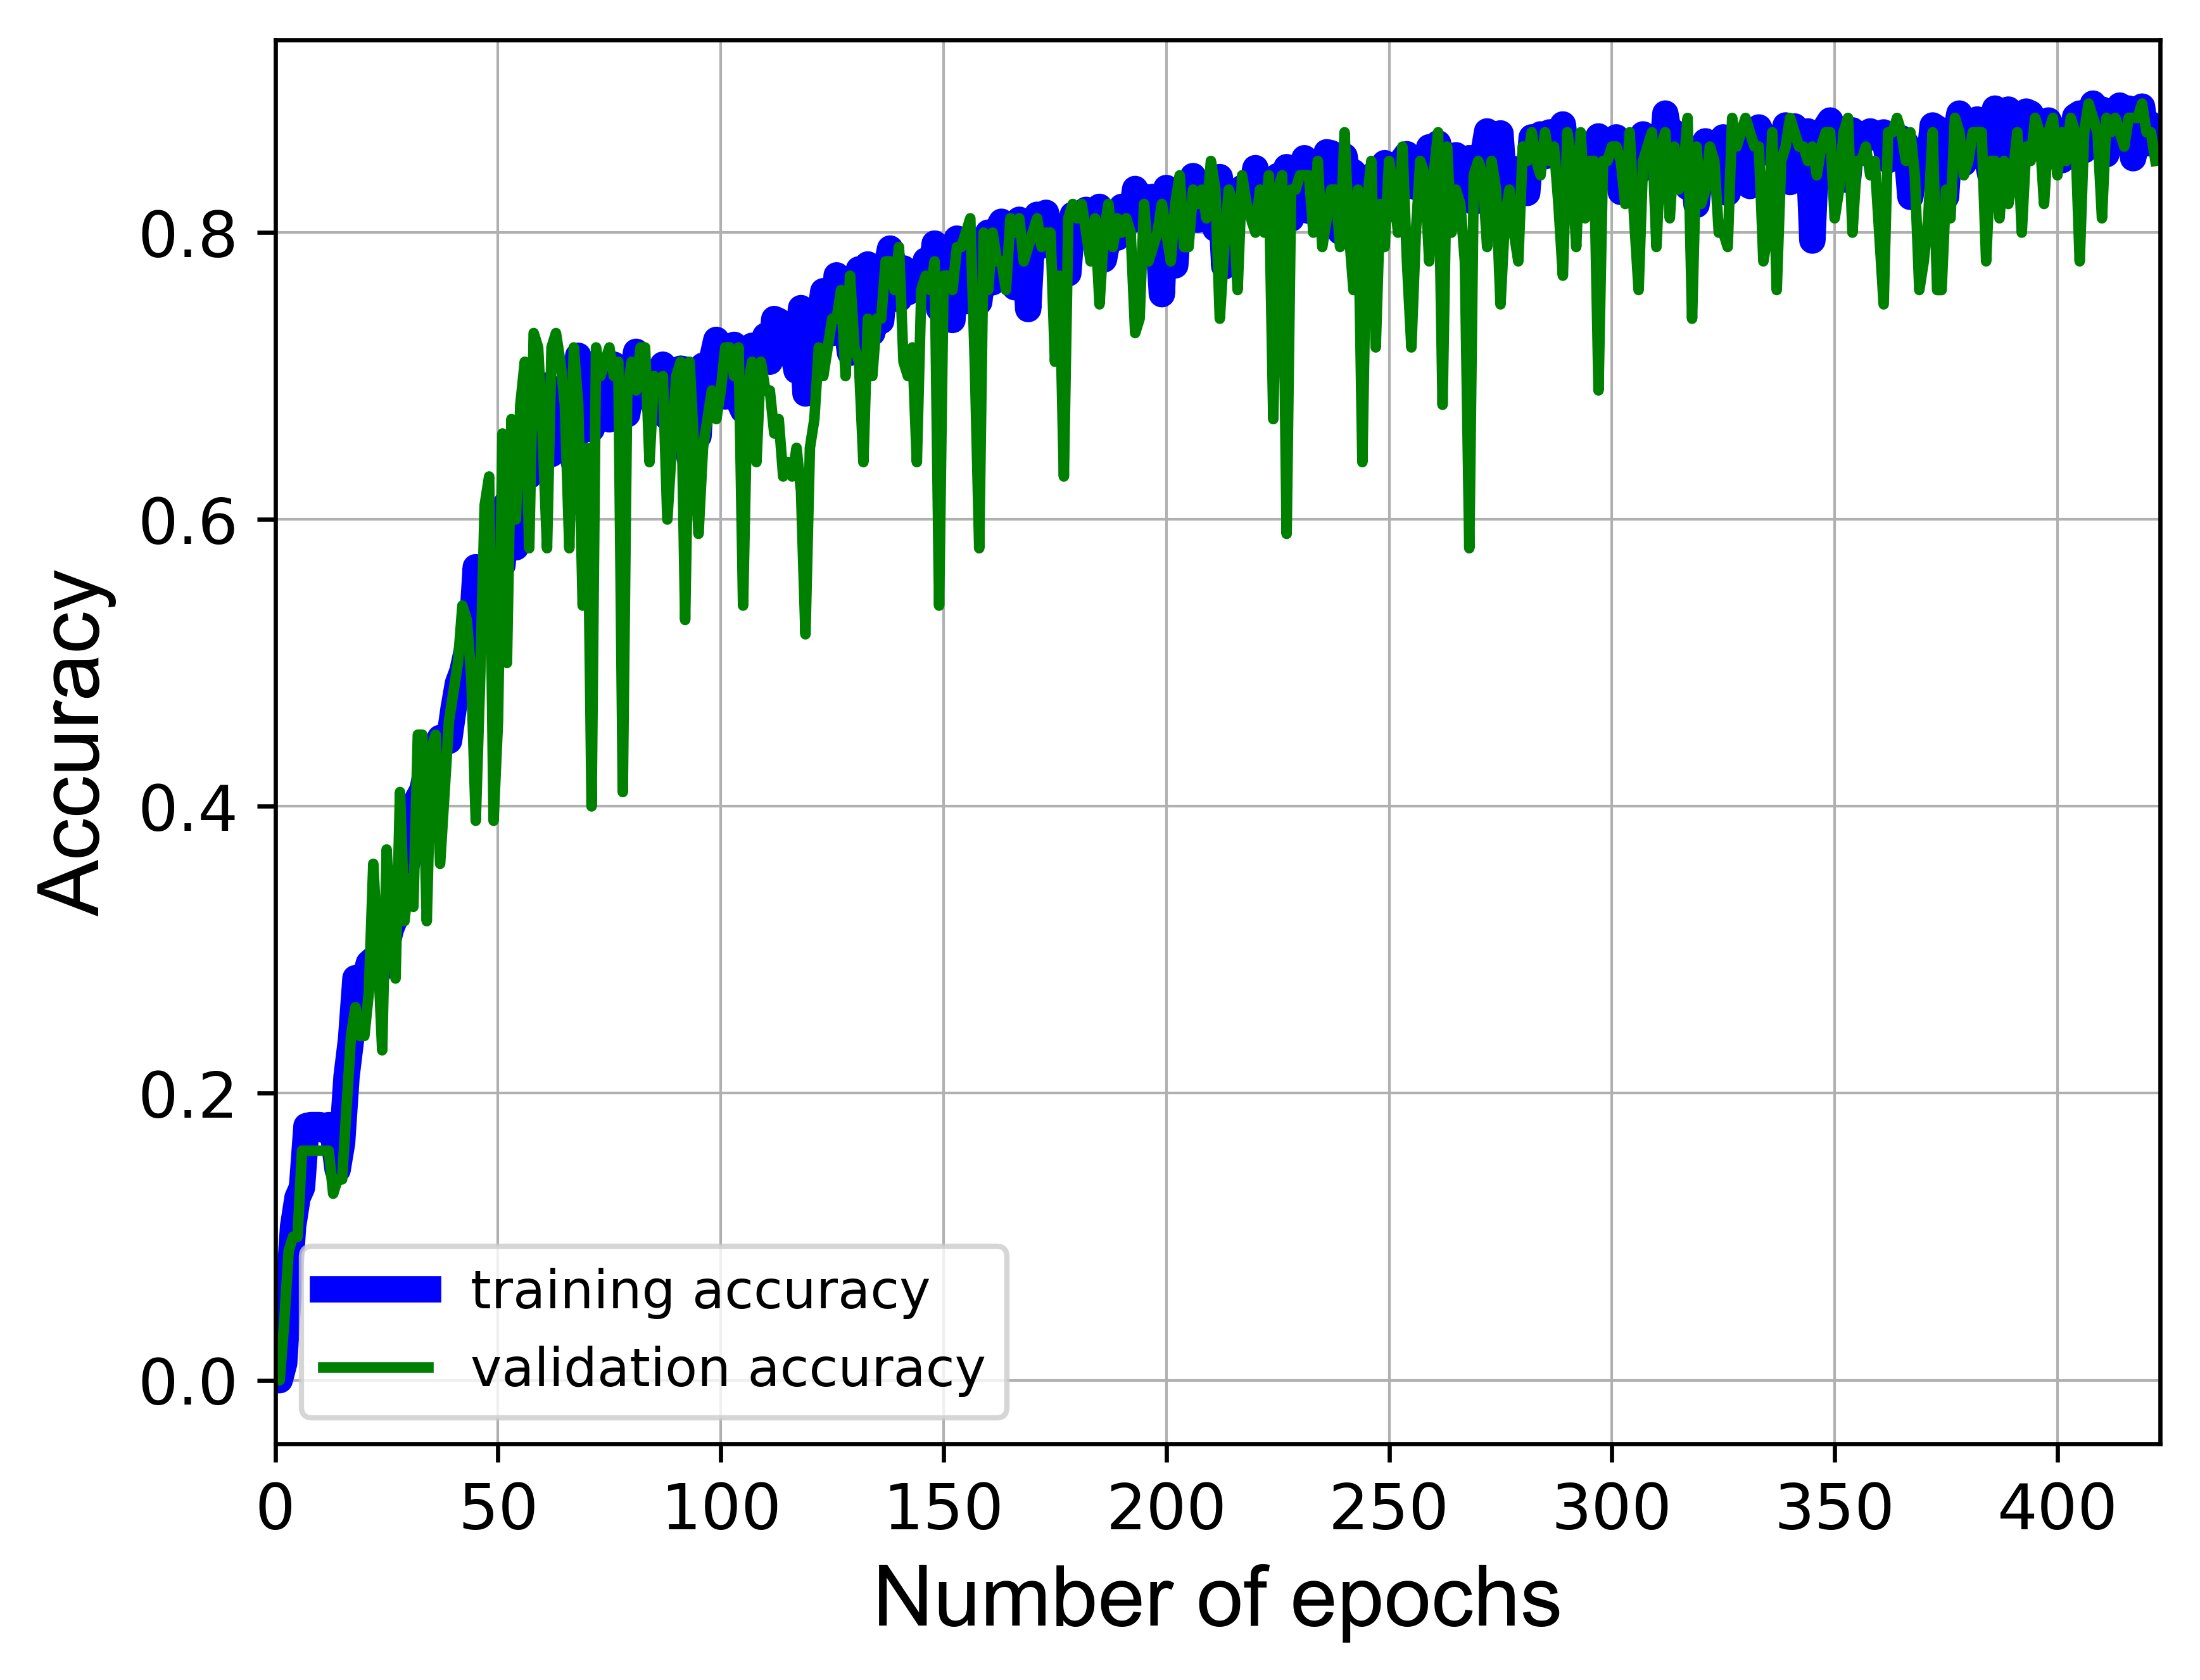 Accuracy
0.8
0.6
0.4
0.2
0.0
training accuracy
validation accuracy
0 50 100 150 200 250 300 350 400
Number of epochs